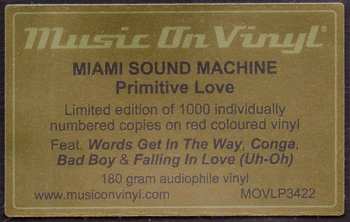 Music On Vinyl®
MIAMI SOUND MACHINE
Primitive Love
Limited edition of 1000 individually
numbered copies on red coloured vinyl
Feat. Words Get In The Way, Conga,
Bad Boy & Falling In Love (Uh-Oh)
180 gram audiophile vinyl
www.musiconvinyl.com MOVLP3422